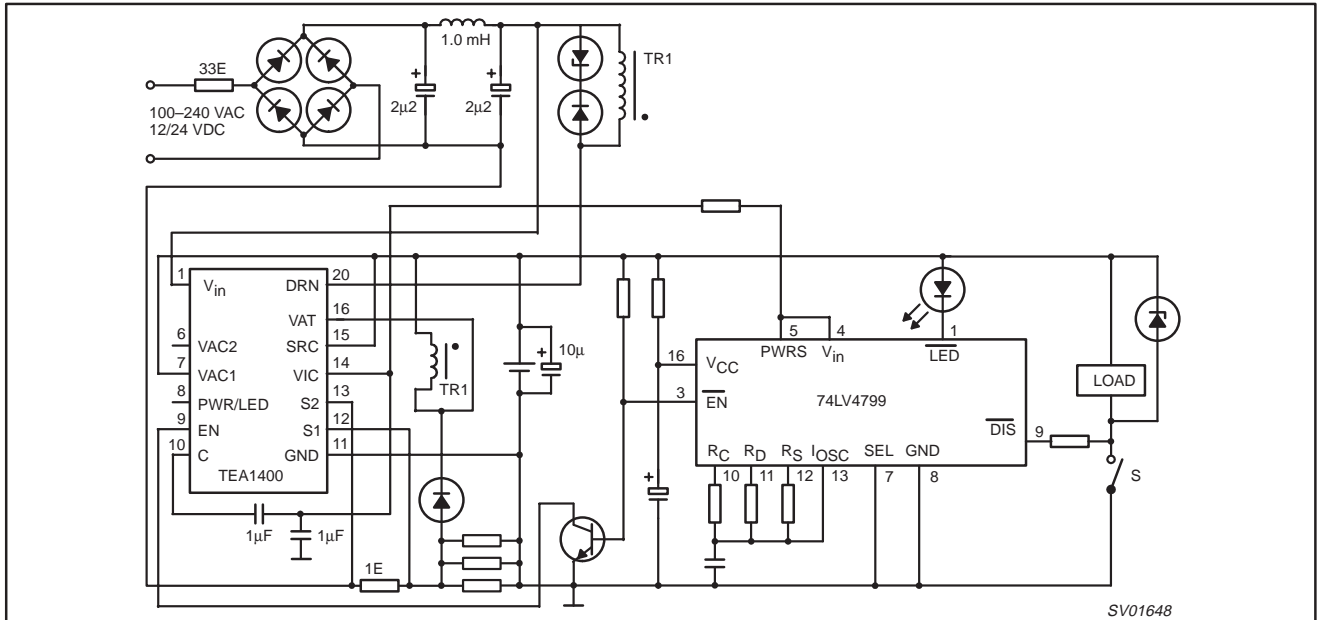 33E
100–240 VAC
12/24 VDC
1.0 mH
+
2μ2
+
2μ2
TR1
1
Vin
6
VAC2
7
VAC1
8
PWR/LED
9
EN
10
C
DRN
20
VAT
16
SRC
15
VIC
14
S2
13
S1
12
GND
11
TEA1400
1μF
1μF
1E
TR1
+
10μ
+
16
VCC
3
EN
5
PWRS
4
Vin
1
LED
74LV4799
DIS
9
RC
10
RD
11
RS
12
IOSC
13
SEL
7
GND
8
LOAD
S
SV01648